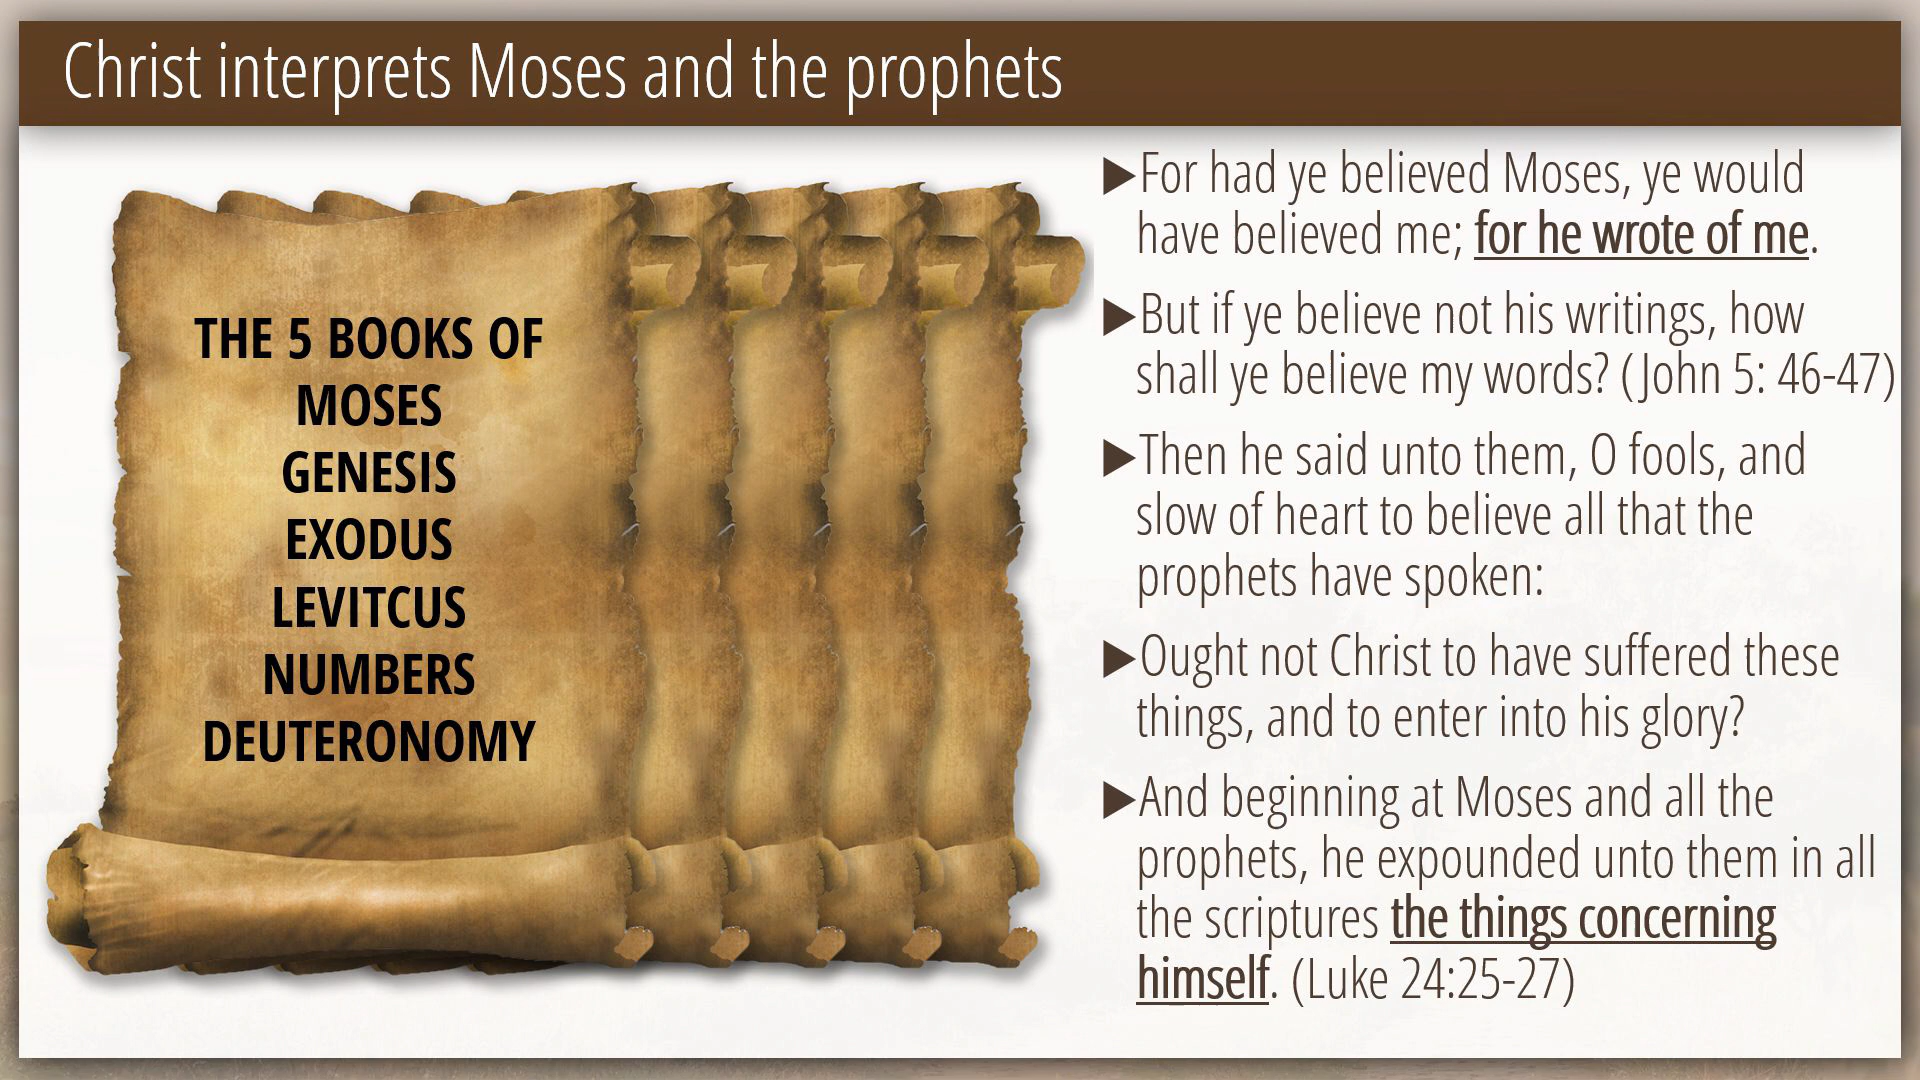 Christ interprets Moses and the prophets
THE 5 BOOKS OF
MOSES
GENESIS
EXODUS
LEVITCUS
NUMBERS
DEUTERONOMY
▶For had ye believed Moses, ye would
have believed me; for he wrote of me.
▶But if ye believe not his writings, how
shall ye believe my words? (John 5: 46-47)
▶Then he said unto them, O fools, and
slow of heart to believe all that the
prophets have spoken:
▶Ought not Christ to have suffered these
things, and to enter into his glory?
▶And beginning at Moses and all the
prophets, he expounded unto them in all
the scriptures the things concerning
himself. (Luke 24:25-27)